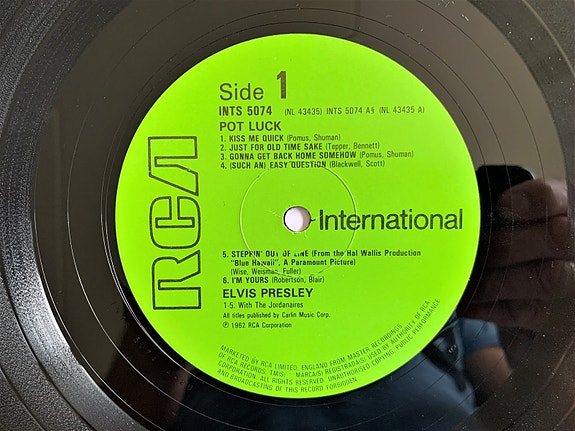 Side 1
INTS 5074 (NL 43435) INTS 5074 A§ (NL 43435 A)
POT LUCK
1. KISS ME QUICK (Pomus, Shuman)
2. JUST FOR OLD TIME SAKE (Tepper, Bennett)
3. GONNA GET BACK HOME SOMEHOW (Pomus, Shuman)
4. (SUCH AN) EASY QUESTION (Blackwell, Scott)
RCA
International
5. STEPPIN' OUT OF LINE (From the Hal Wallis Production
"Blue Hawaii", A Paramount Picture)
(Wise, Weisman, Fuller)
6. I'M YOURS (Robertson, Blair)
ELVIS PRESLEY
1-5. With The Jordanaires
All titles published by Carlin Music Corp.
℗ 1962 RCA Corporation
MARKETED BY RCA LIMITED, ENGLAND FROM MASTER RECORDINGS
OF RCA RECORDS. TM(S) MARCA(S) REGISTRADA(S) USED BY AUTHORITY OF RCA
CORPORATION. ALL RIGHTS RESERVED. UNAUTHORISED COPYING, PUBLIC PERFORMANCE
AND BROADCASTING OF THIS RECORD FORBIDDEN.